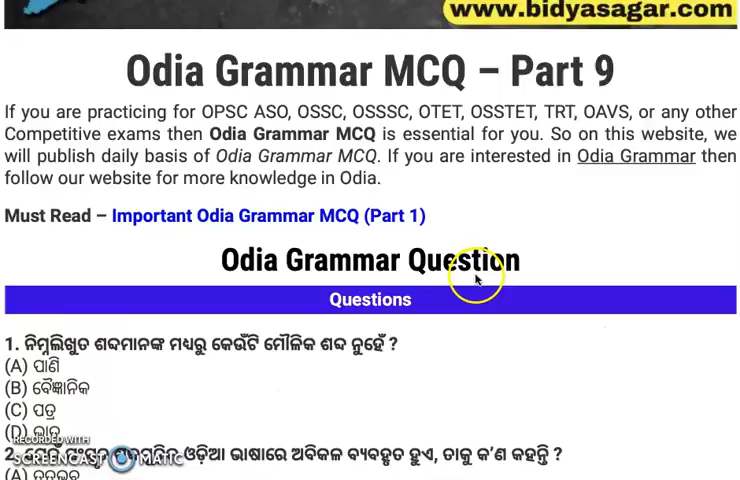 www.bidyasagar.com
Odia Grammar MCQ – Part 9
If you are practicing for OPSC ASO, OSSC, OSSSC, OTET, OSSTET, TRT, OAVS, or any other
Competitive exams then Odia Grammar MCQ is essential for you. So on this website, we
will publish daily basis of Odia Grammar MCQ. If you are interested in Odia Grammar then
follow our website for more knowledge in Odia.
Must Read – Important Odia Grammar MCQ (Part 1)
Odia Grammar Question
Questions
1. ନିମ୍ନଲିଖିତ ଶବ୍ଦମାନଙ୍କ ମଧ୍ୟରୁ କେଉଁଟି ମୌଳିକ ଶବ୍ଦ ନୁହେଁ ?
(A) ପାଣି
(B) ବୈଜ୍ଞାନିକ
(C) ପତ୍ର
(D) ଭାତ
RECORDED WITH
2. ଓଡ଼ିଆ ଭାଷାରେ ଅବିକଳ ବ୍ୟବହୃତ ହୁଏ, ତାକୁ କ'ଣ କହନ୍ତି ?
SCREENCAST MATIC
(A)